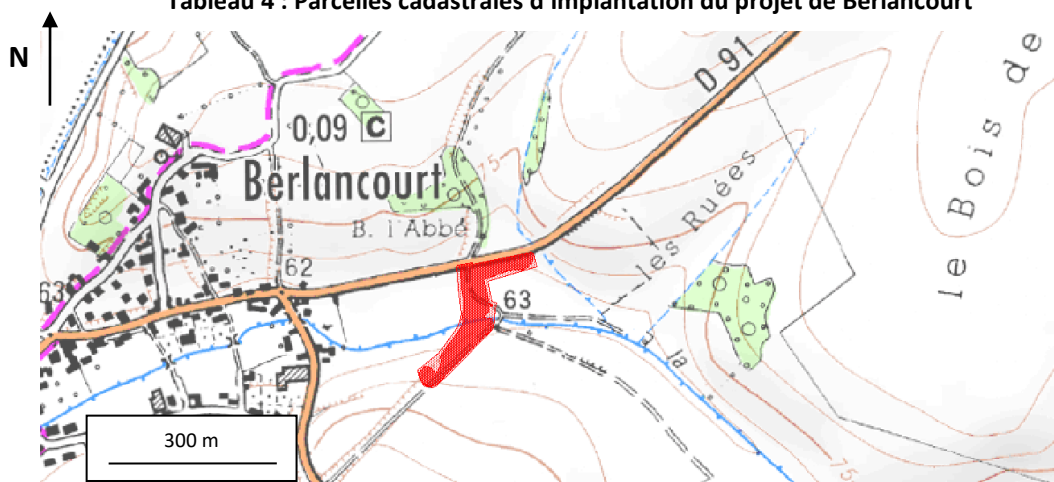 Tableau 4 : Parcelles cadastrales d'implantation du projet de Berlancourt
N
D 91
le Bois de
0,09 C
75
Berlancourt
les Ruées
B. l'Abbé
62
63
63
la
300 m
75